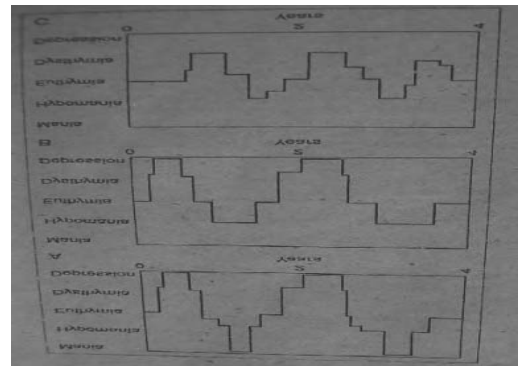 Mania
Hypomania
Euthymia
Dysthymia
Depression
0 2 4
A Years
Mania
Hypomania
Euthymia
Dysthymia
Depression
0 2 4
B Years
Mania
Hypomania
Euthymia
Dysthymia
Depression
0 2 4
C Years